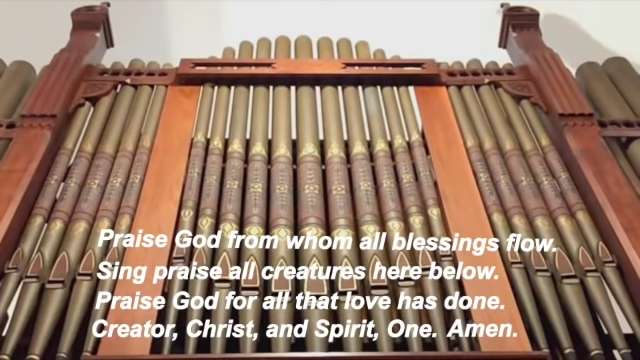 Praise God from whom all blessings flow.
Sing praise all creatures here below.
Praise God for all that love has done.
Creator, Christ, and Spirit, One. Amen.